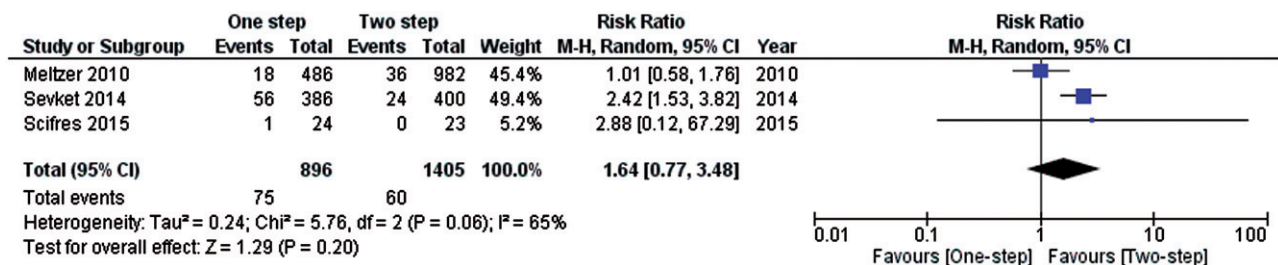 One step Two step Risk Ratio Risk Ratio
Study or Subgroup Events Total Events Total Weight M-H, Random, 95% CI Year M-H, Random, 95% CI
Meltzer 2010 18 486 36 982 45.4% 1.01 [0.58, 1.76] 2010
Sevket 2014 56 386 24 400 49.4% 2.42 [1.53, 3.82] 2014
Scifres 2015 1 24 0 23 5.2% 2.88 [0.12, 67.29] 2015
Total (95% CI) 896 1405 100.0% 1.64 [0.77, 3.48]
Total events 75 60
Heterogeneity: Tau² = 0.24; Chi² = 5.76, df = 2 (P = 0.06); I² = 65%
Test for overall effect: Z = 1.29 (P = 0.20)
0.01 0.1 1 10 100
Favours [One-step] Favours [Two-step]